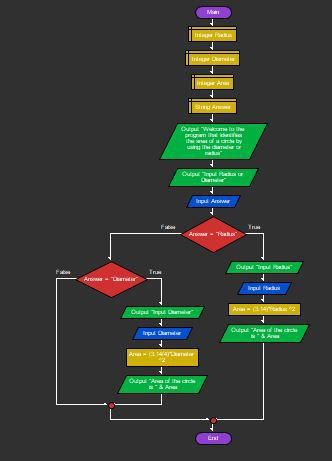 Main
Integer Radius
Integer Diameter
Integer Area
String Answer
Output "Welcome to the
program that identifies
the area of a circle by
using the diameter or
radius"
Output "Input Radius or
Diameter"
Input Answer
Answer = "Radius"
False
True
Output "Input Radius"
Input Radius
Area = (3.14)*Radius ^2
Output "Area of the circle
is " & Area
Answer = "Diameter"
False
True
Output "Input Diameter"
Input Diameter
Area = (3.14/4)*Diameter
^2
Output "Area of the circle
is " & Area
End